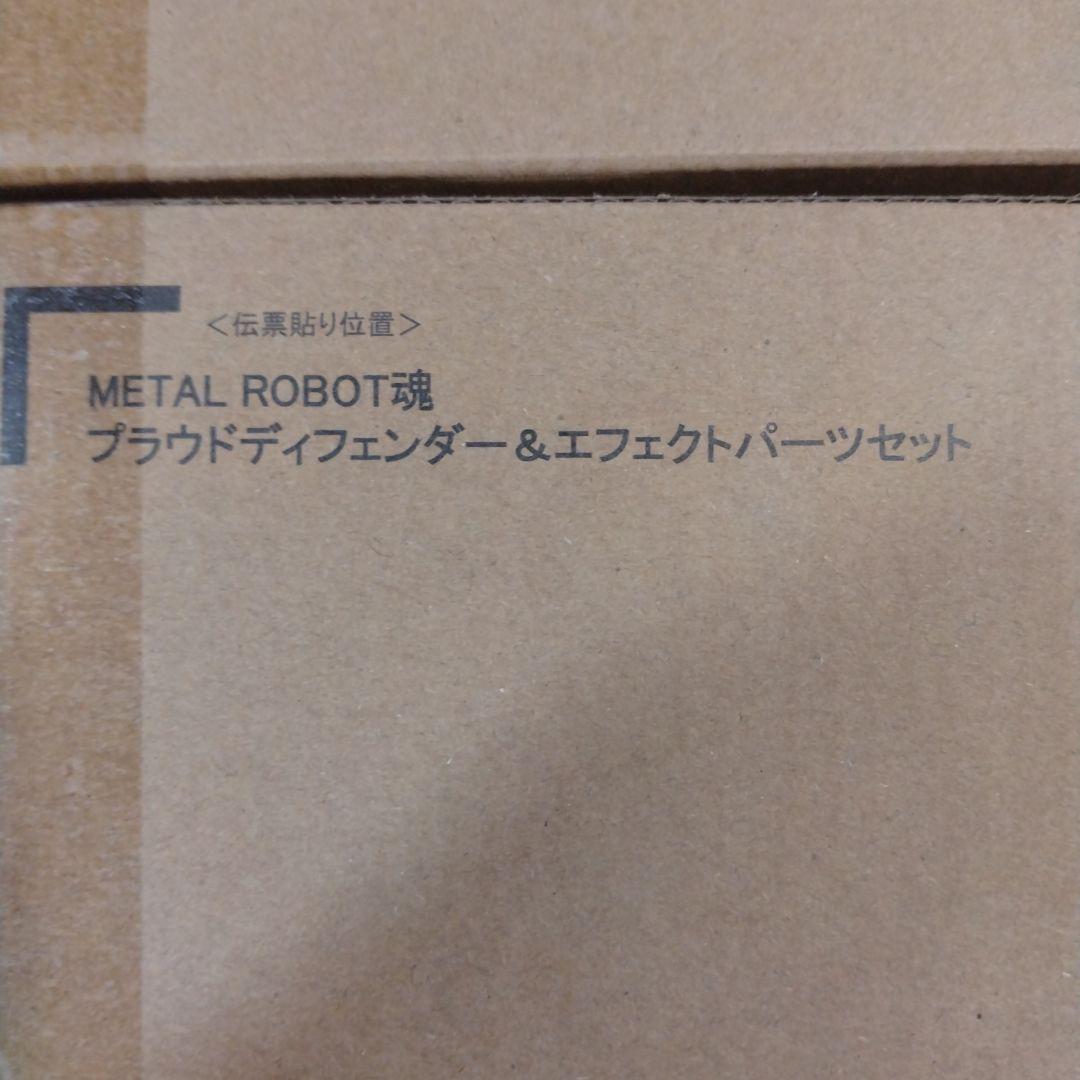 ＜伝票貼り位置＞
METAL ROBOT魂
プラウドディフェンダー＆エフェクトパーツセット